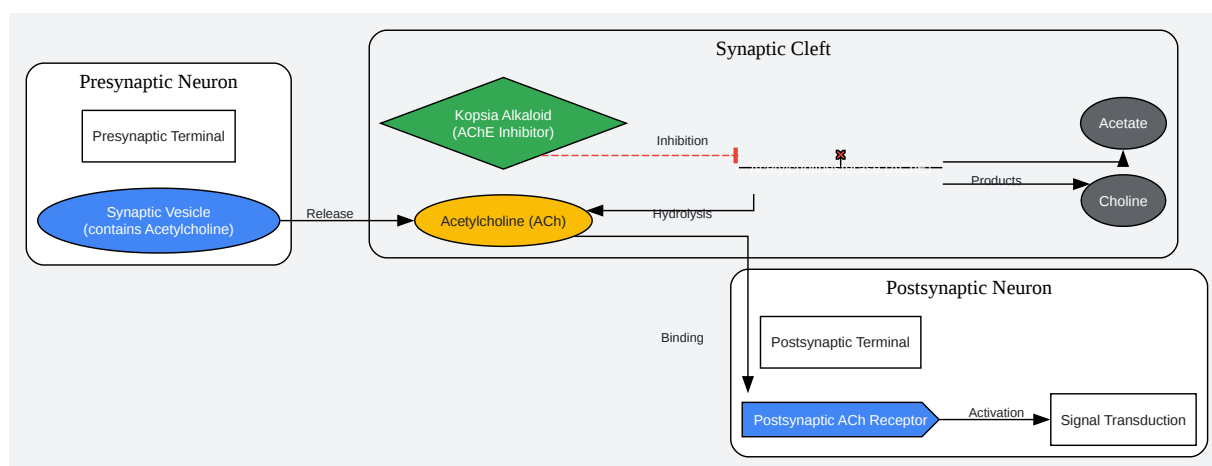 Synaptic Cleft
Presynaptic Neuron
Presynaptic Terminal
Kopsia Alkaloid
(AChE Inhibitor)
Inhibition
Acetate
Products
Choline
Synaptic Vesicle
(contains Acetylcholine)
Release
Acetylcholine (ACh)
Hydrolysis
Postsynaptic Neuron
Binding
Postsynaptic Terminal
Postsynaptic ACh Receptor
Activation
Signal Transduction